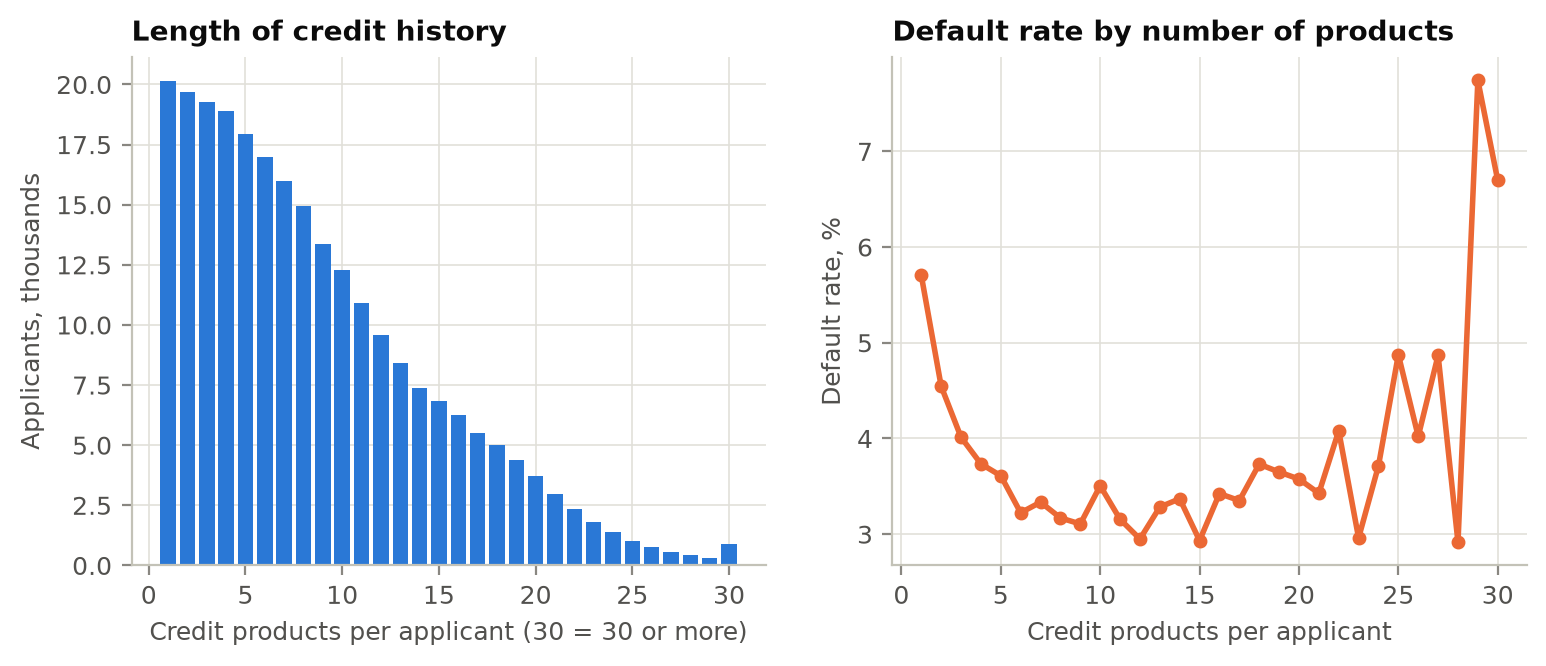 Length of credit history
20.0
17.5
15.0
12.5
10.0
7.5
5.0
2.5
0.0
Applicants, thousands
0 5 10 15 20 25 30
Credit products per applicant (30 = 30 or more)
Default rate by number of products
7
6
5
4
3
Default rate, %
0 5 10 15 20 25 30
Credit products per applicant